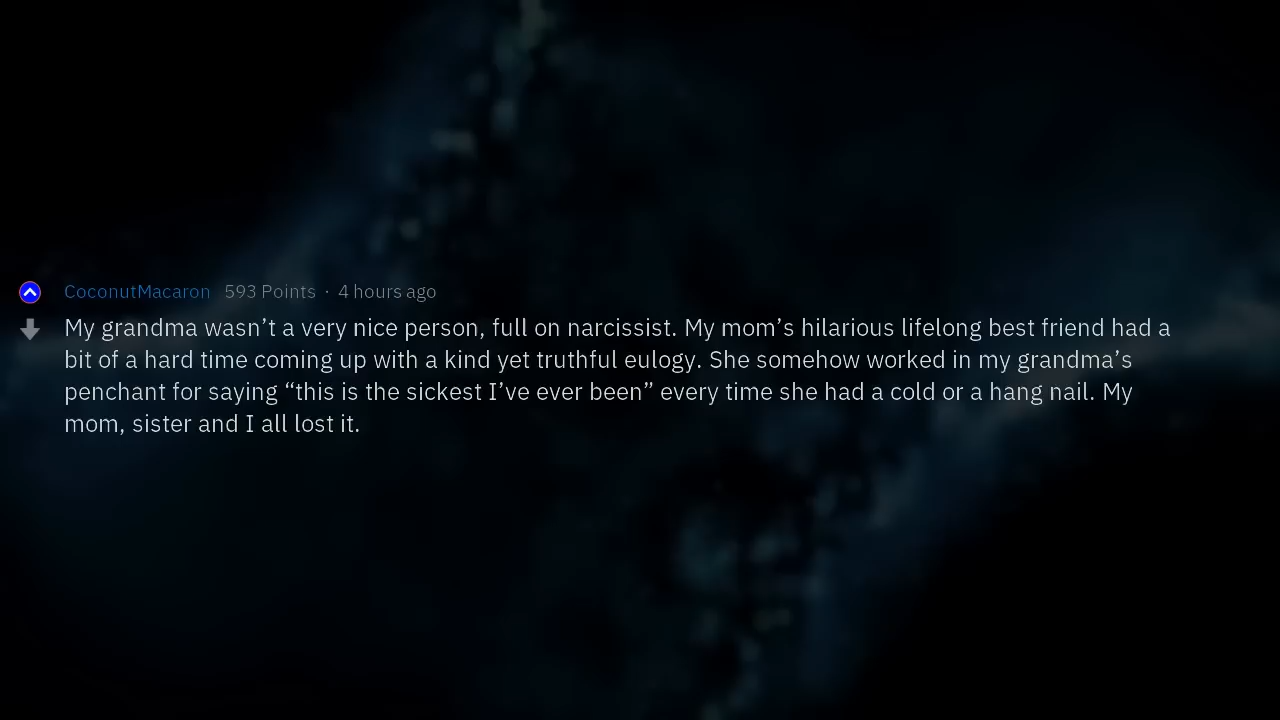 CoconutMacaron 593 Points · 4 hours ago
My grandma wasn’t a very nice person, full on narcissist. My mom’s hilarious lifelong best friend had a
bit of a hard time coming up with a kind yet truthful eulogy. She somehow worked in my grandma’s
penchant for saying “this is the sickest I’ve ever been” every time she had a cold or a hang nail. My
mom, sister and I all lost it.